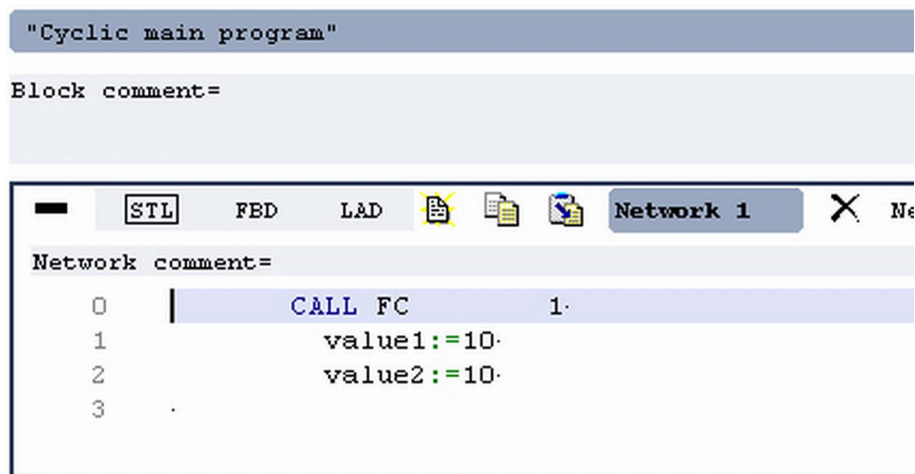 "Cyclic main program"
Block comment=
STL FBD LAD Network 1 Ne
Network comment=
0 CALL FC 1
1 value1:=10
2 value2:=10
3